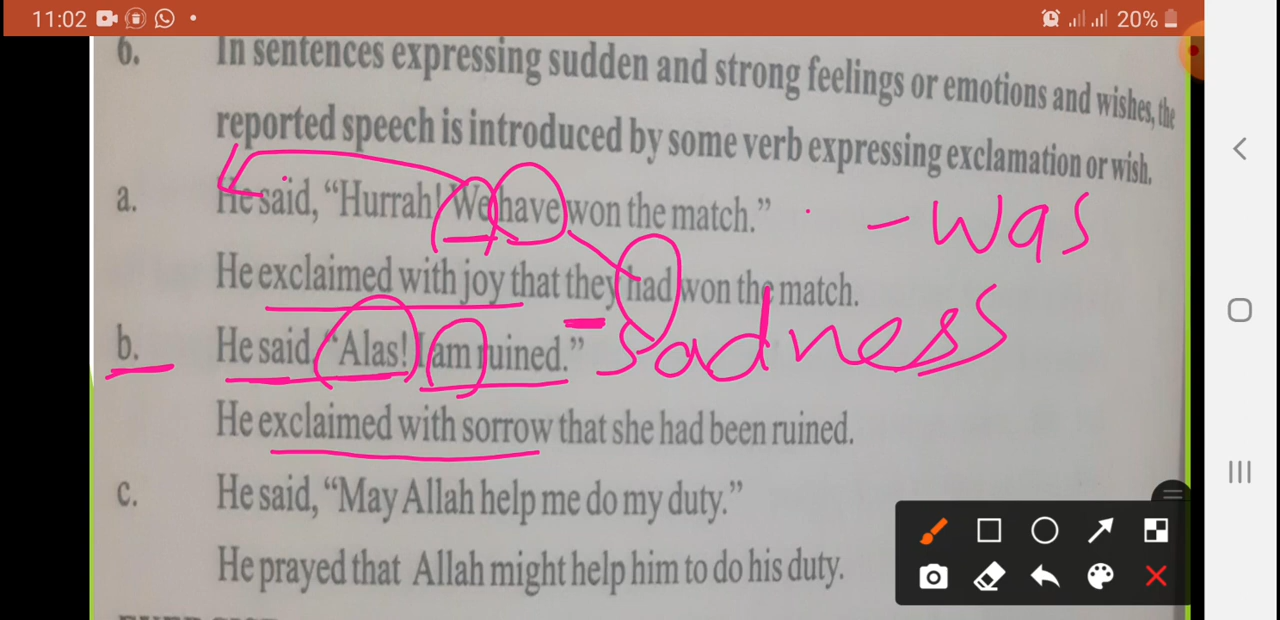 11:02
20%
6. In sentences expressing sudden and strong feelings or emotions and wishes, the
reported speech is introduced by some verb expressing exclamation or wish.
a. He said, “Hurrah! We have won the match.” - was
He exclaimed with joy that they had won the match.
b. He said, “Alas! I am ruined.” sadness
He exclaimed with sorrow that she had been ruined.
c. He said, “May Allah help me do my duty.”
He prayed that Allah might help him to do his duty.